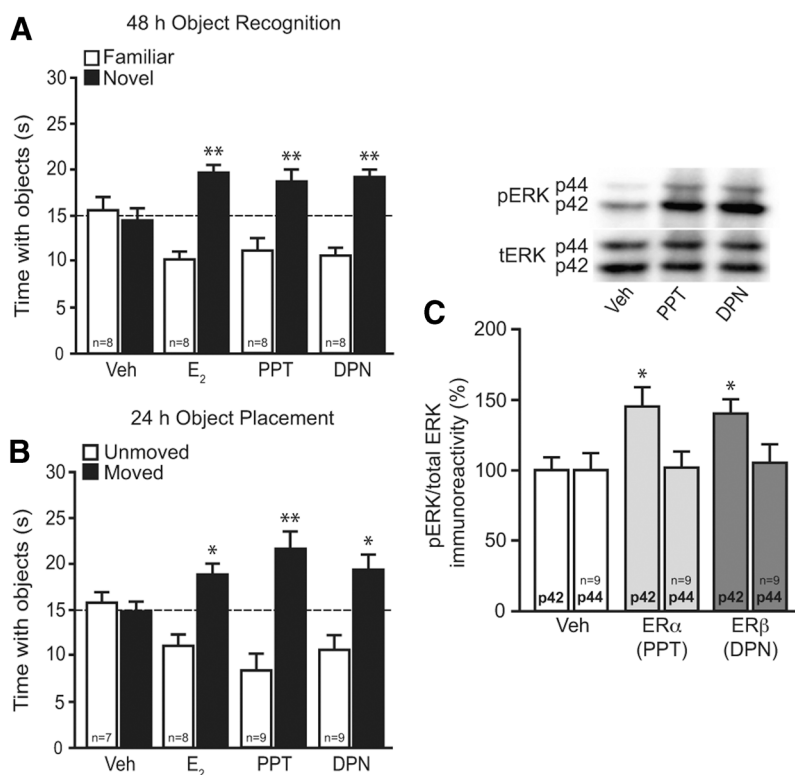 A
48 h Object Recognition
Familiar
Novel
Time with objects (s)
30
25
20
15
10
5
0
** ** **
n=8 n=8 n=8 n=8
Veh E2 PPT DPN
B
24 h Object Placement
Unmoved
Moved
Time with objects (s)
30
25
20
15
10
5
0
* ** *
n=7 n=8 n=9 n=9
Veh E2 PPT DPN
pERK p44
p42
tERK p44
p42
Veh PPT DPN
C
pERK/total ERK
immunoreactivity (%)
200
150
100
50
0
* *
n=9 n=9 n=9
p42 p44 p42 p44 p42 p44
Veh ERα ERβ
(PPT) (DPN)